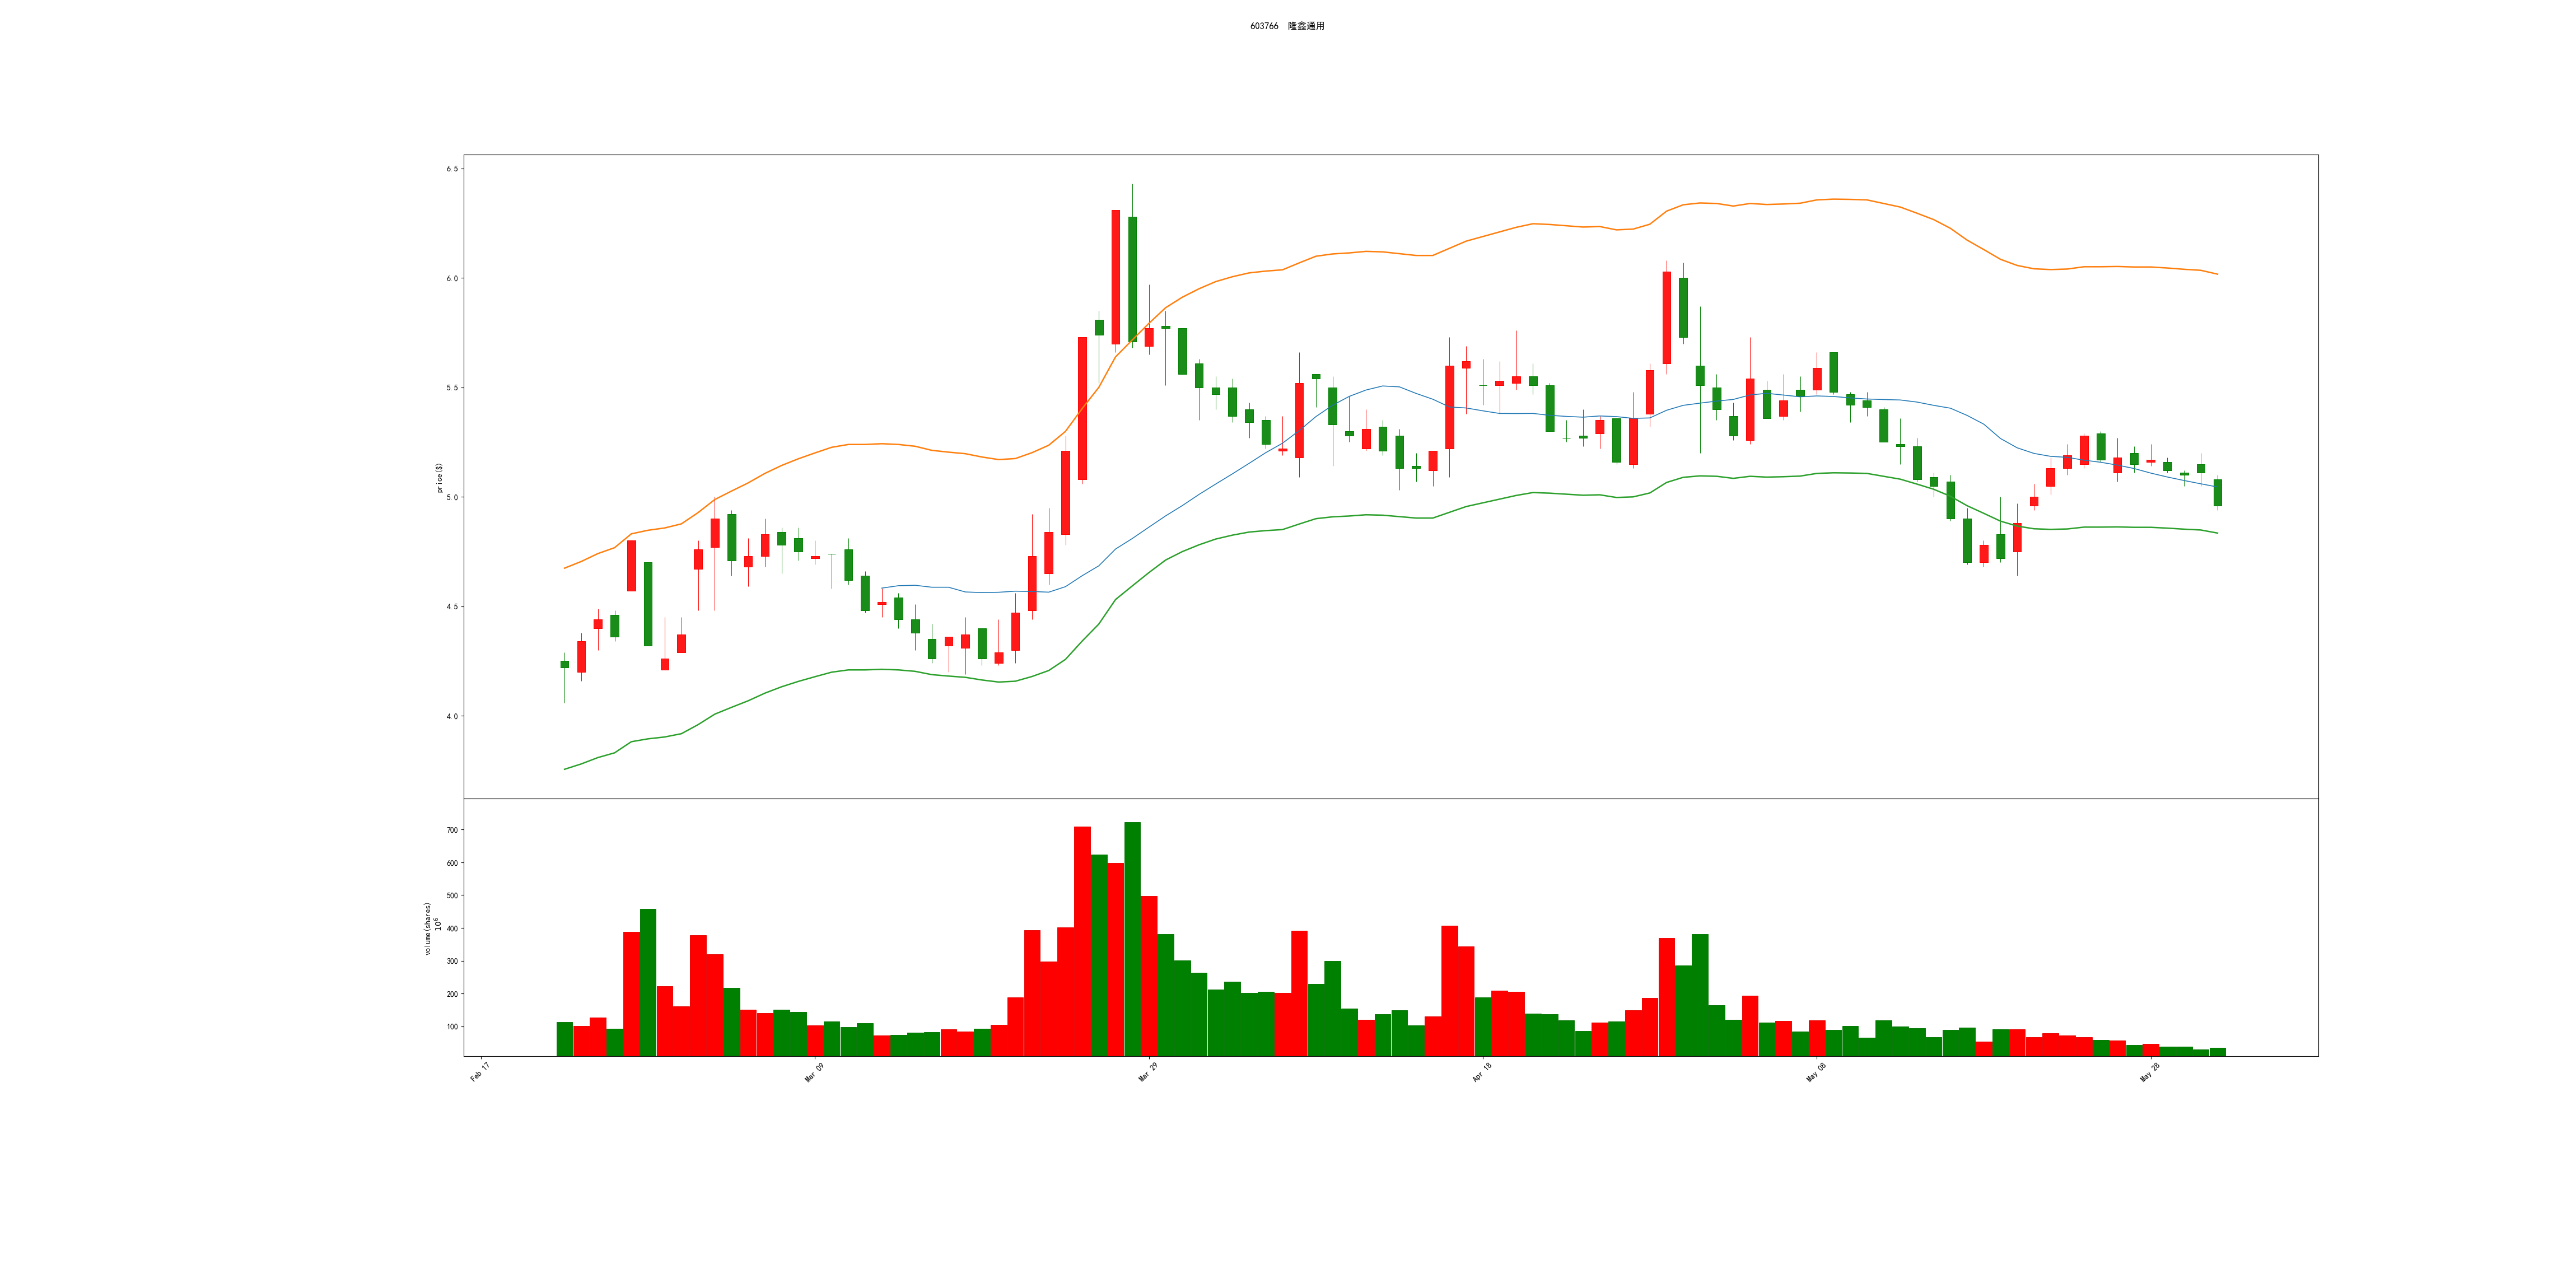 603766 隆鑫通用
6.5
6.0
5.5
5.0
4.5
4.0
price($)
700
600
500
400
300
200
100
volume(shares)
10^6
Feb 17
Mar 09
Mar 29
Apr 18
May 08
May 28